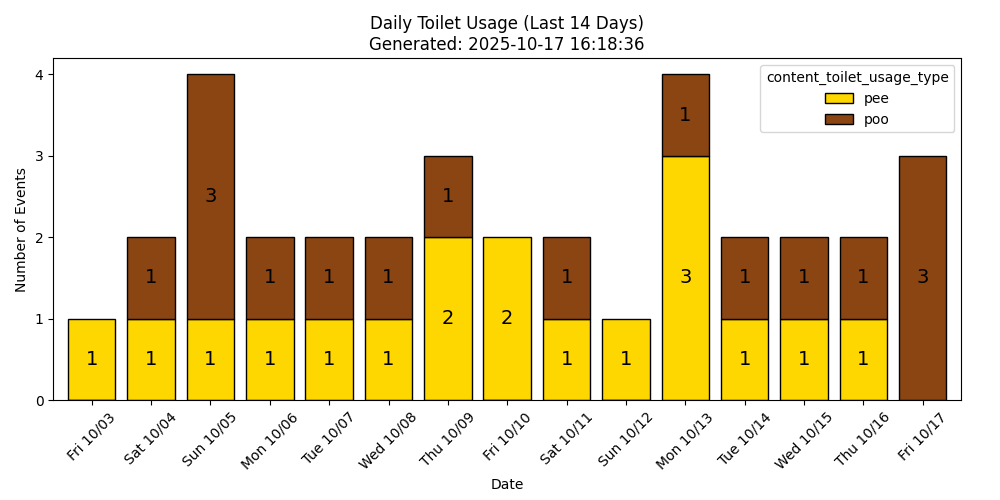 Daily Toilet Usage (Last 14 Days)
Generated: 2025-10-17 16:18:36
content_toilet_usage_type
pee
poo
Number of Events
4
3
2
1
0
1
1
1
1
3
1
1
1
1
1
1
1
2
1
2
1
1
1
3
1
1
1
1
1
1
1
3
Fri 10/03
Sat 10/04
Sun 10/05
Mon 10/06
Tue 10/07
Wed 10/08
Thu 10/09
Fri 10/10
Sat 10/11
Sun 10/12
Mon 10/13
Tue 10/14
Wed 10/15
Thu 10/16
Fri 10/17
Date